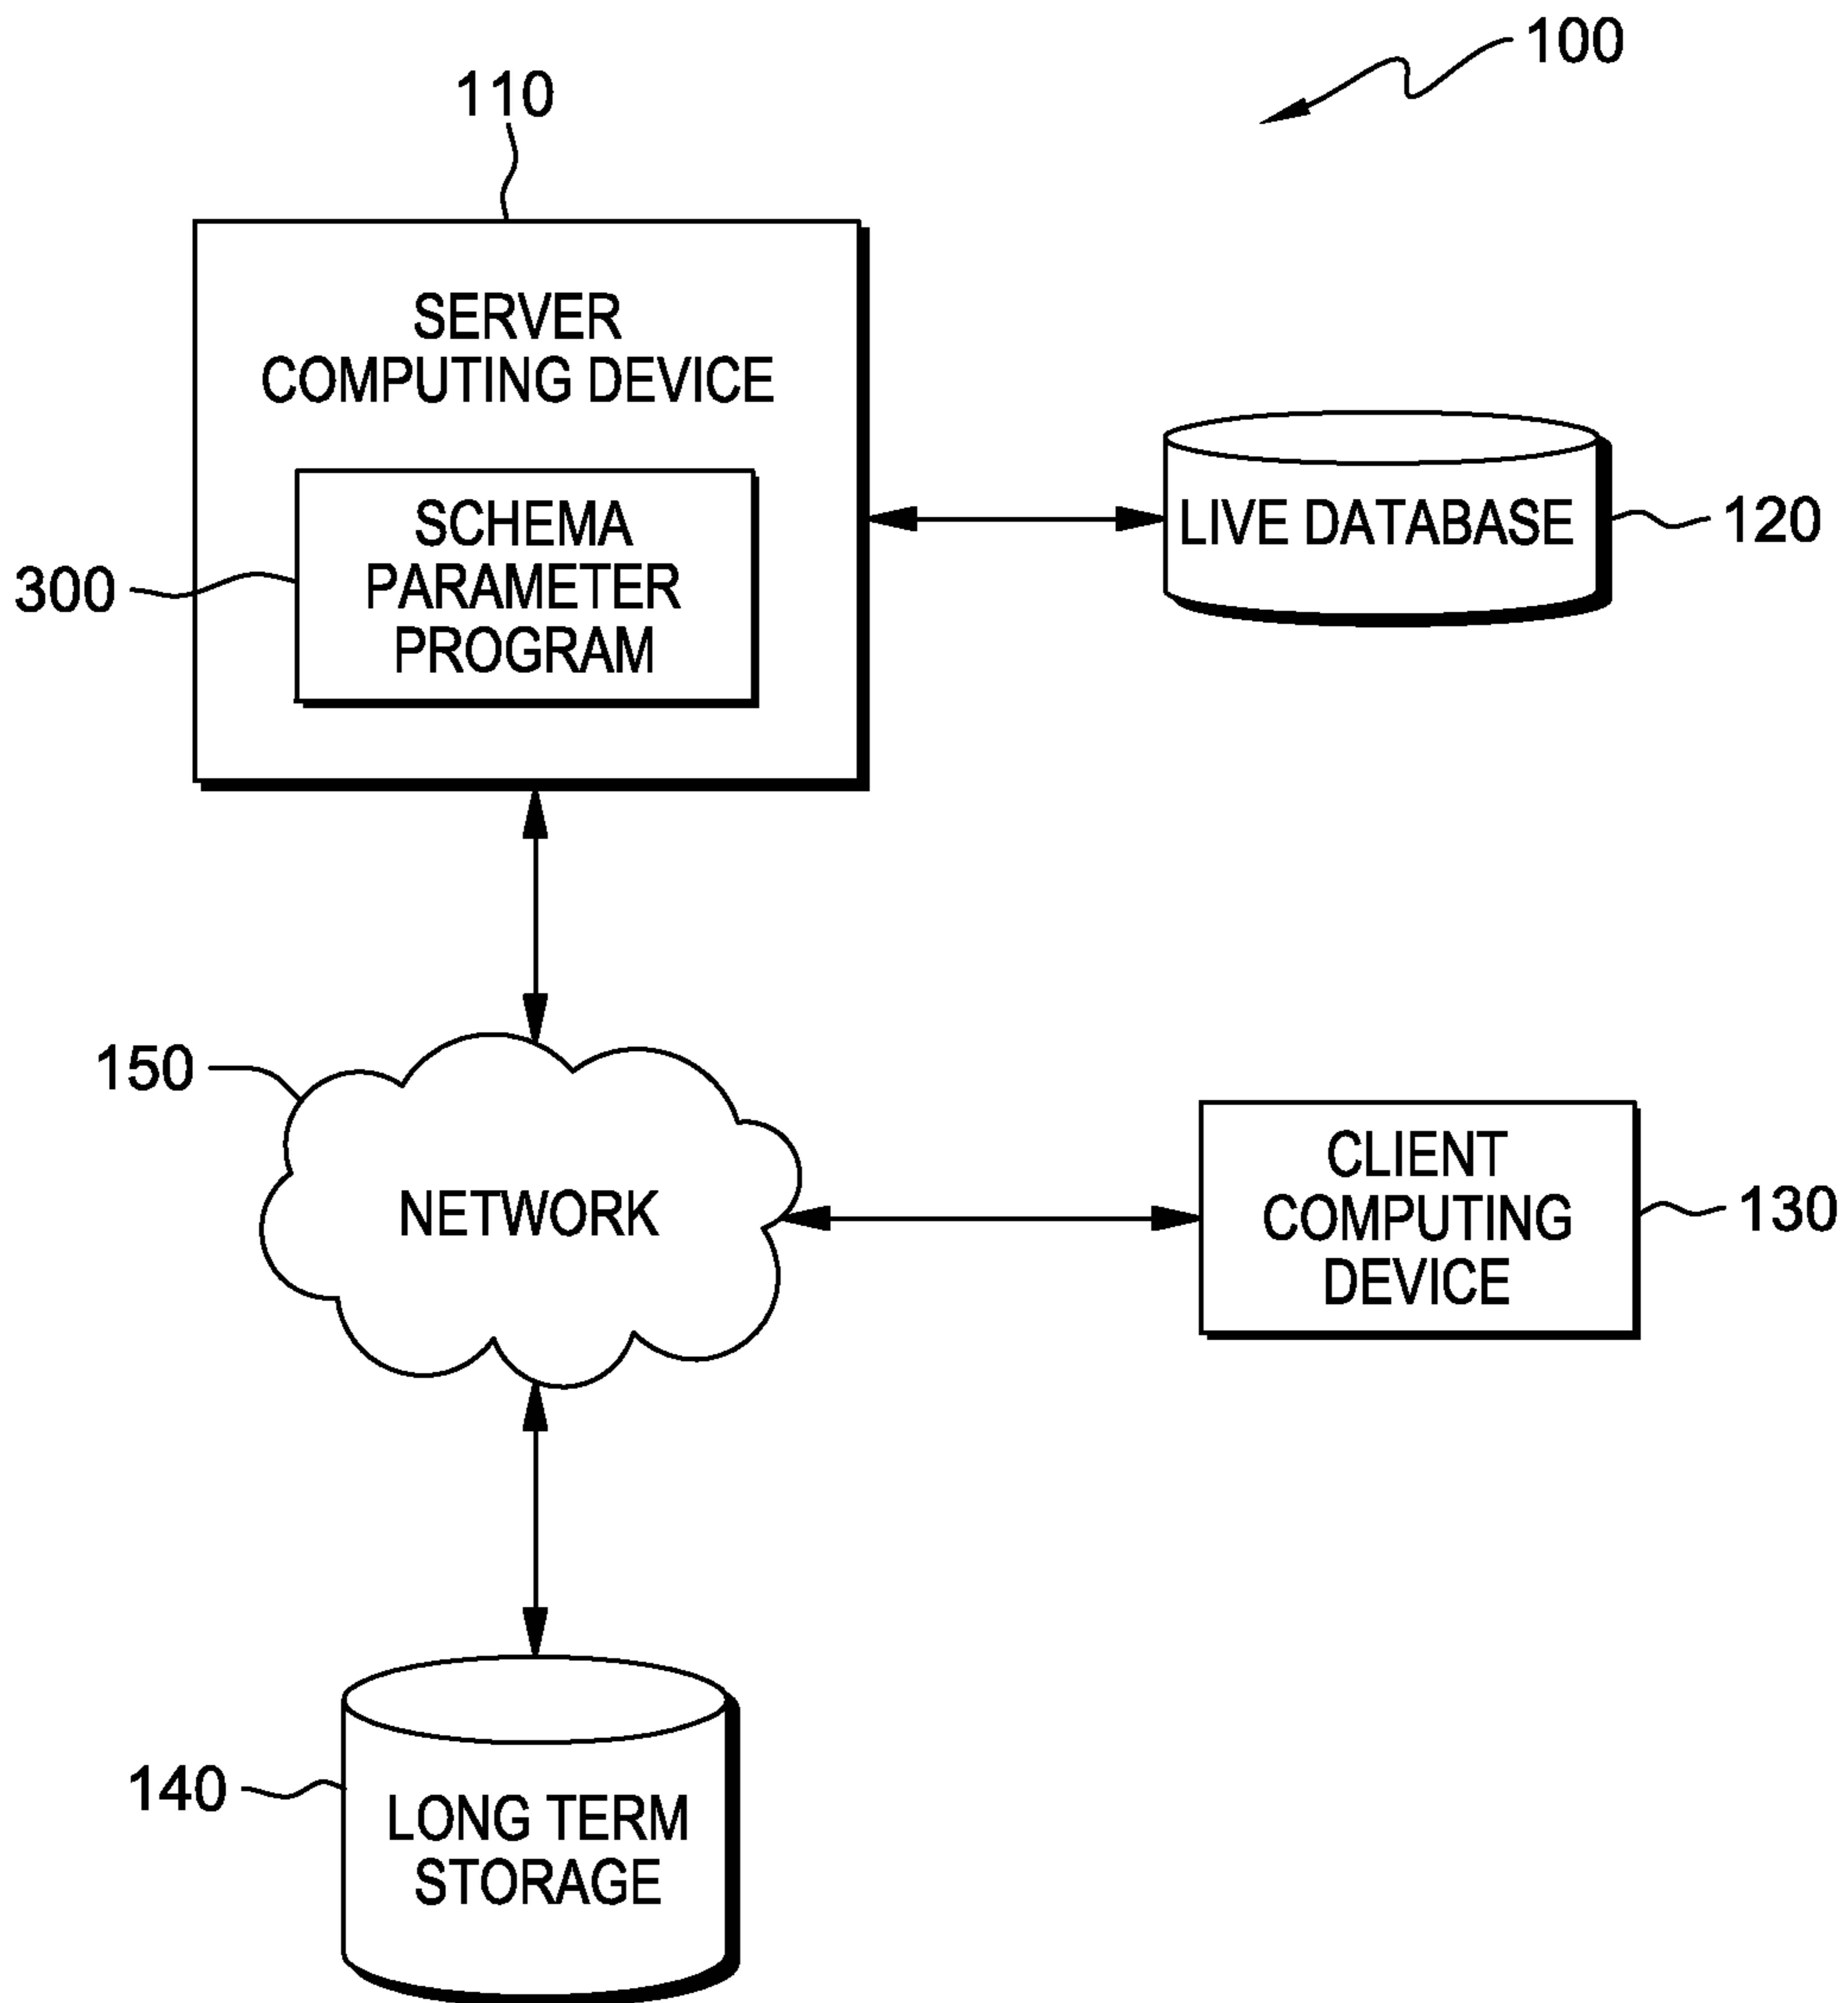 100
110
SERVER
COMPUTING DEVICE
SCHEMA
PARAMETER
PROGRAM
300
LIVE DATABASE
120
150
NETWORK
CLIENT
COMPUTING
DEVICE
130
140
LONG TERM
STORAGE